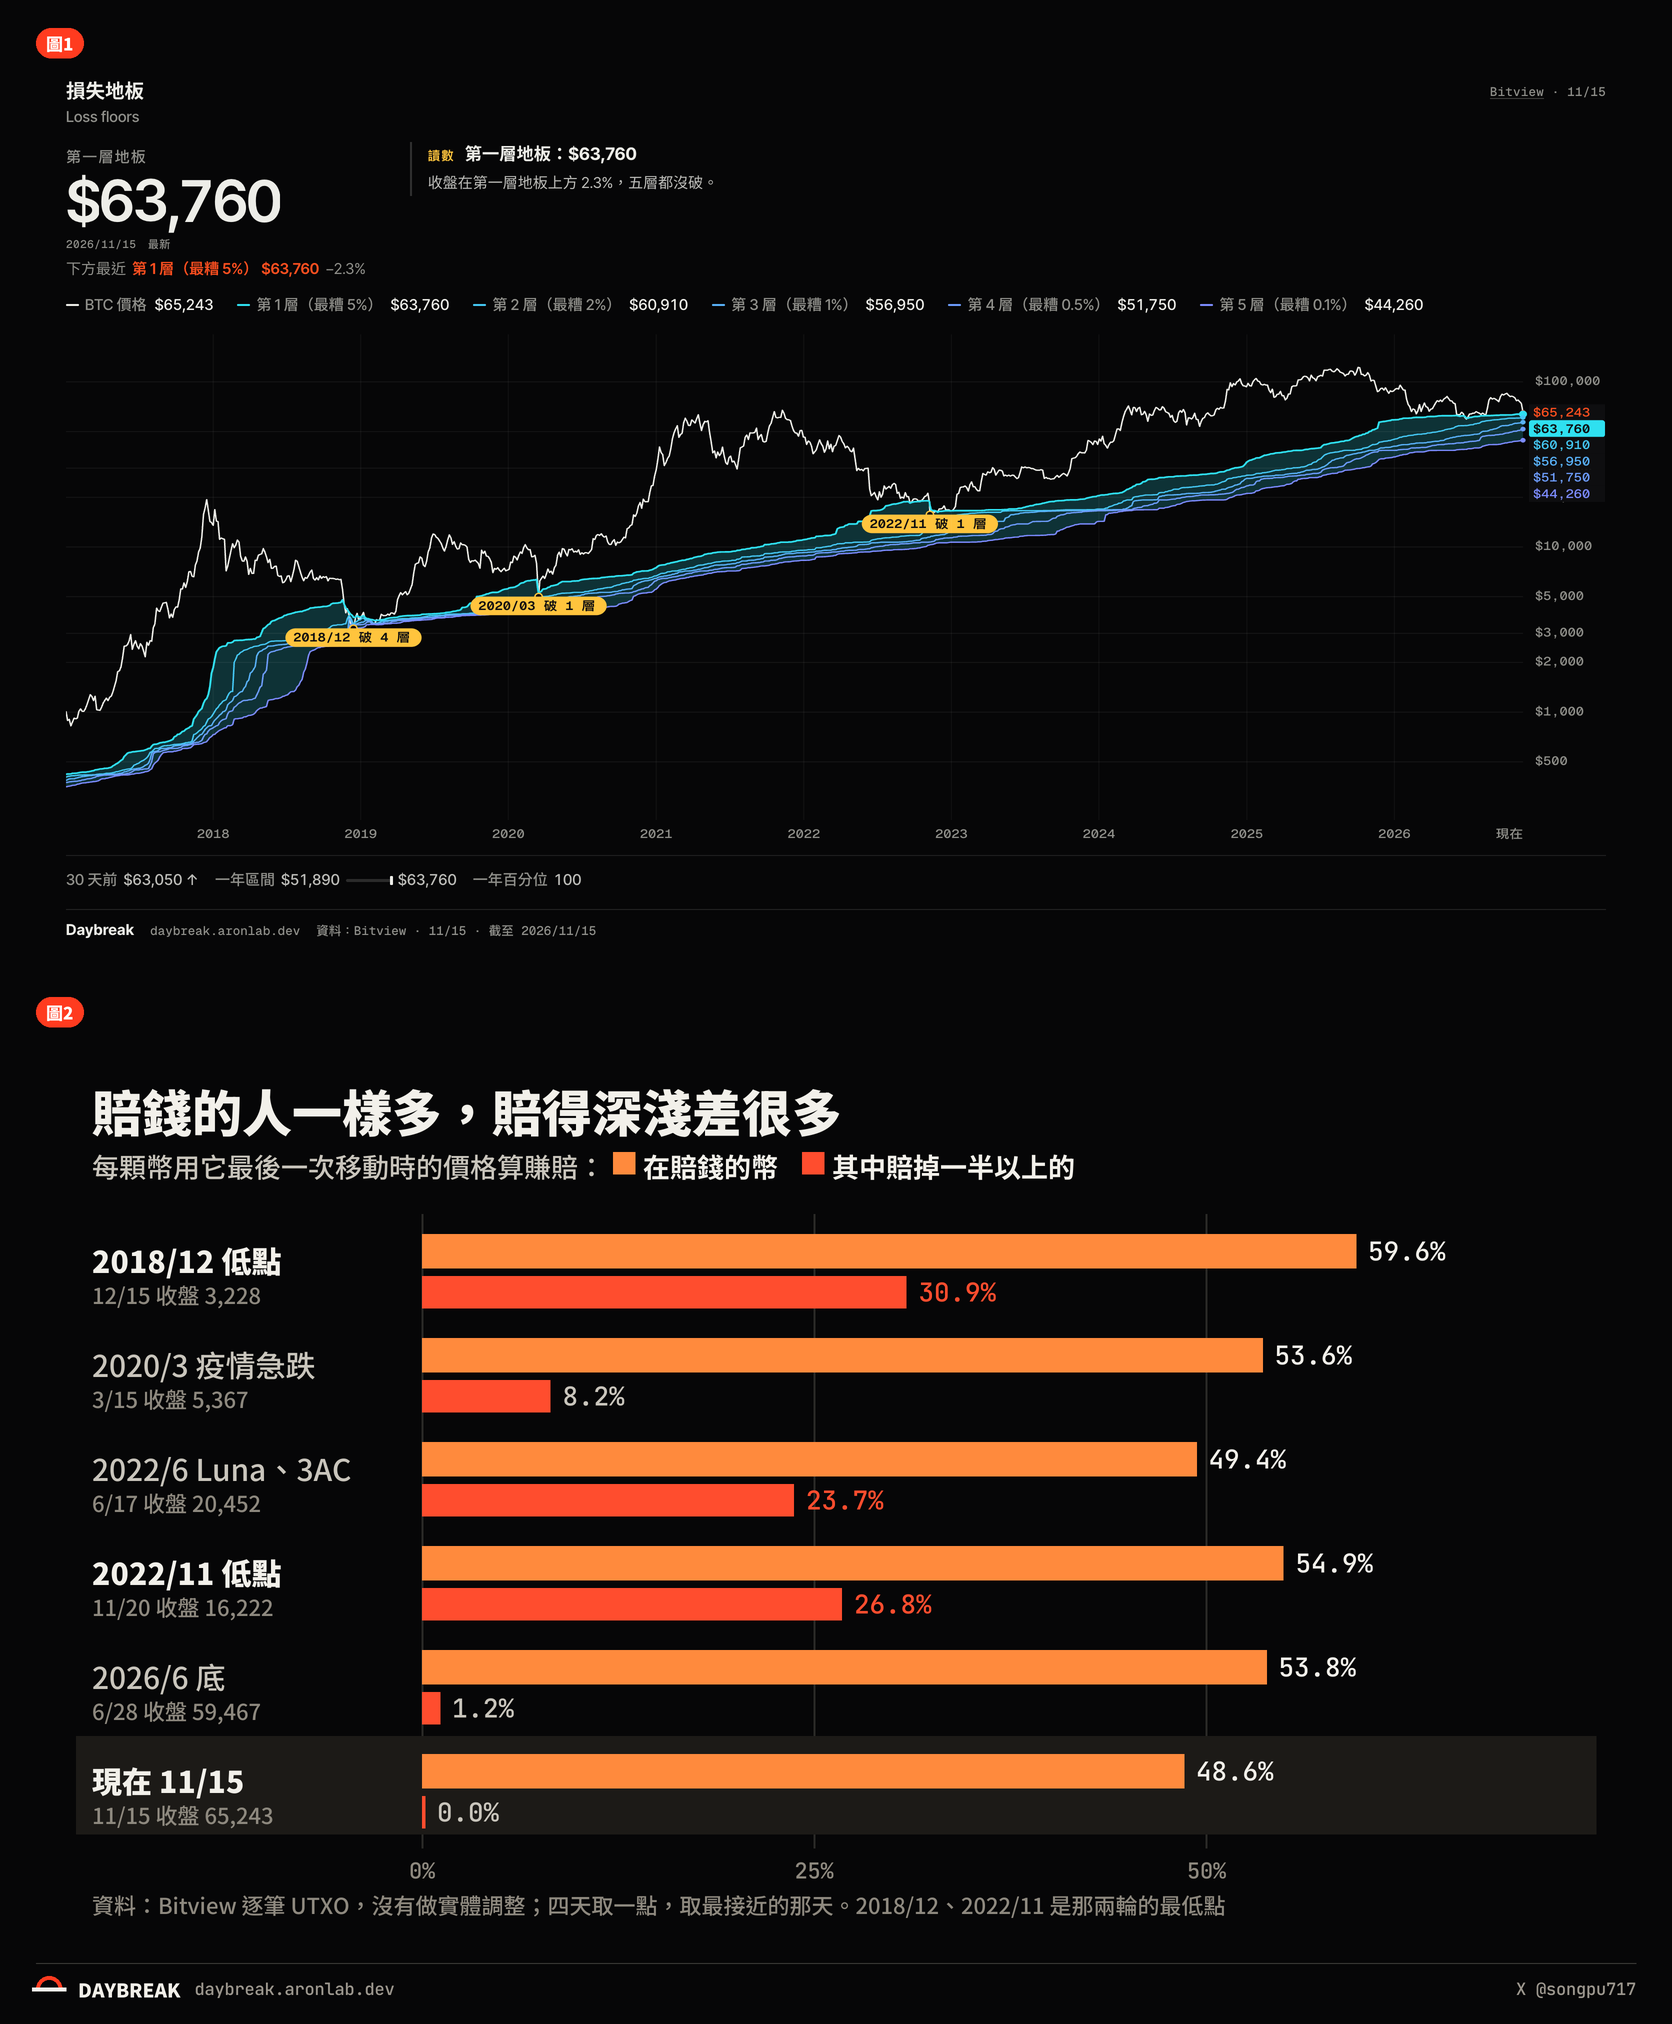 圖1
損失地板
Bitview · 11/15
Loss floors
第一層地板
$63,760
2026/11/15 最新
下方最近 第1層（最糟5%） $63,760 −2.3%
讀數 第一層地板：$63,760
收盤在第一層地板上方 2.3%，五層都沒破。
BTC 價格 $65,243 第1層（最糟5%） $63,760 第2層（最糟2%） $60,910 第3層（最糟1%） $56,950 第4層（最糟0.5%） $51,750 第5層（最糟0.1%） $44,260
$100,000
$65,243
$63,760
$60,910
$56,950
$51,750
$44,260
$10,000
$5,000
$3,000
$2,000
$1,000
$500
2022/11 破 1 層
2020/03 破 1 層
2018/12 破 4 層
2018 2019 2020 2021 2022 2023 2024 2025 2026 現在
30 天前 $63,050 ↑ 一年區間 $51,890 $63,760 一年百分位 100
Daybreak daybreak.aronlab.dev 資料：Bitview · 11/15 · 截至 2026/11/15
圖2
賠錢的人一樣多，賠得深淺差很多
每顆幣用它最後一次移動時的價格算賺賠： 在賠錢的幣 其中賠掉一半以上的
2018/12 低點
12/15 收盤 3,228
59.6%
30.9%
2020/3 疫情急跌
3/15 收盤 5,367
53.6%
8.2%
2022/6 Luna、3AC
6/17 收盤 20,452
49.4%
23.7%
2022/11 低點
11/20 收盤 16,222
54.9%
26.8%
2026/6 底
6/28 收盤 59,467
53.8%
1.2%
現在 11/15
11/15 收盤 65,243
48.6%
0.0%
0% 25% 50%
資料：Bitview 逐筆 UTXO，沒有做實體調整；四天取一點，取最接近的那天。2018/12、2022/11 是那兩輪的最低點
DAYBREAK daybreak.aronlab.dev
X @songpu717